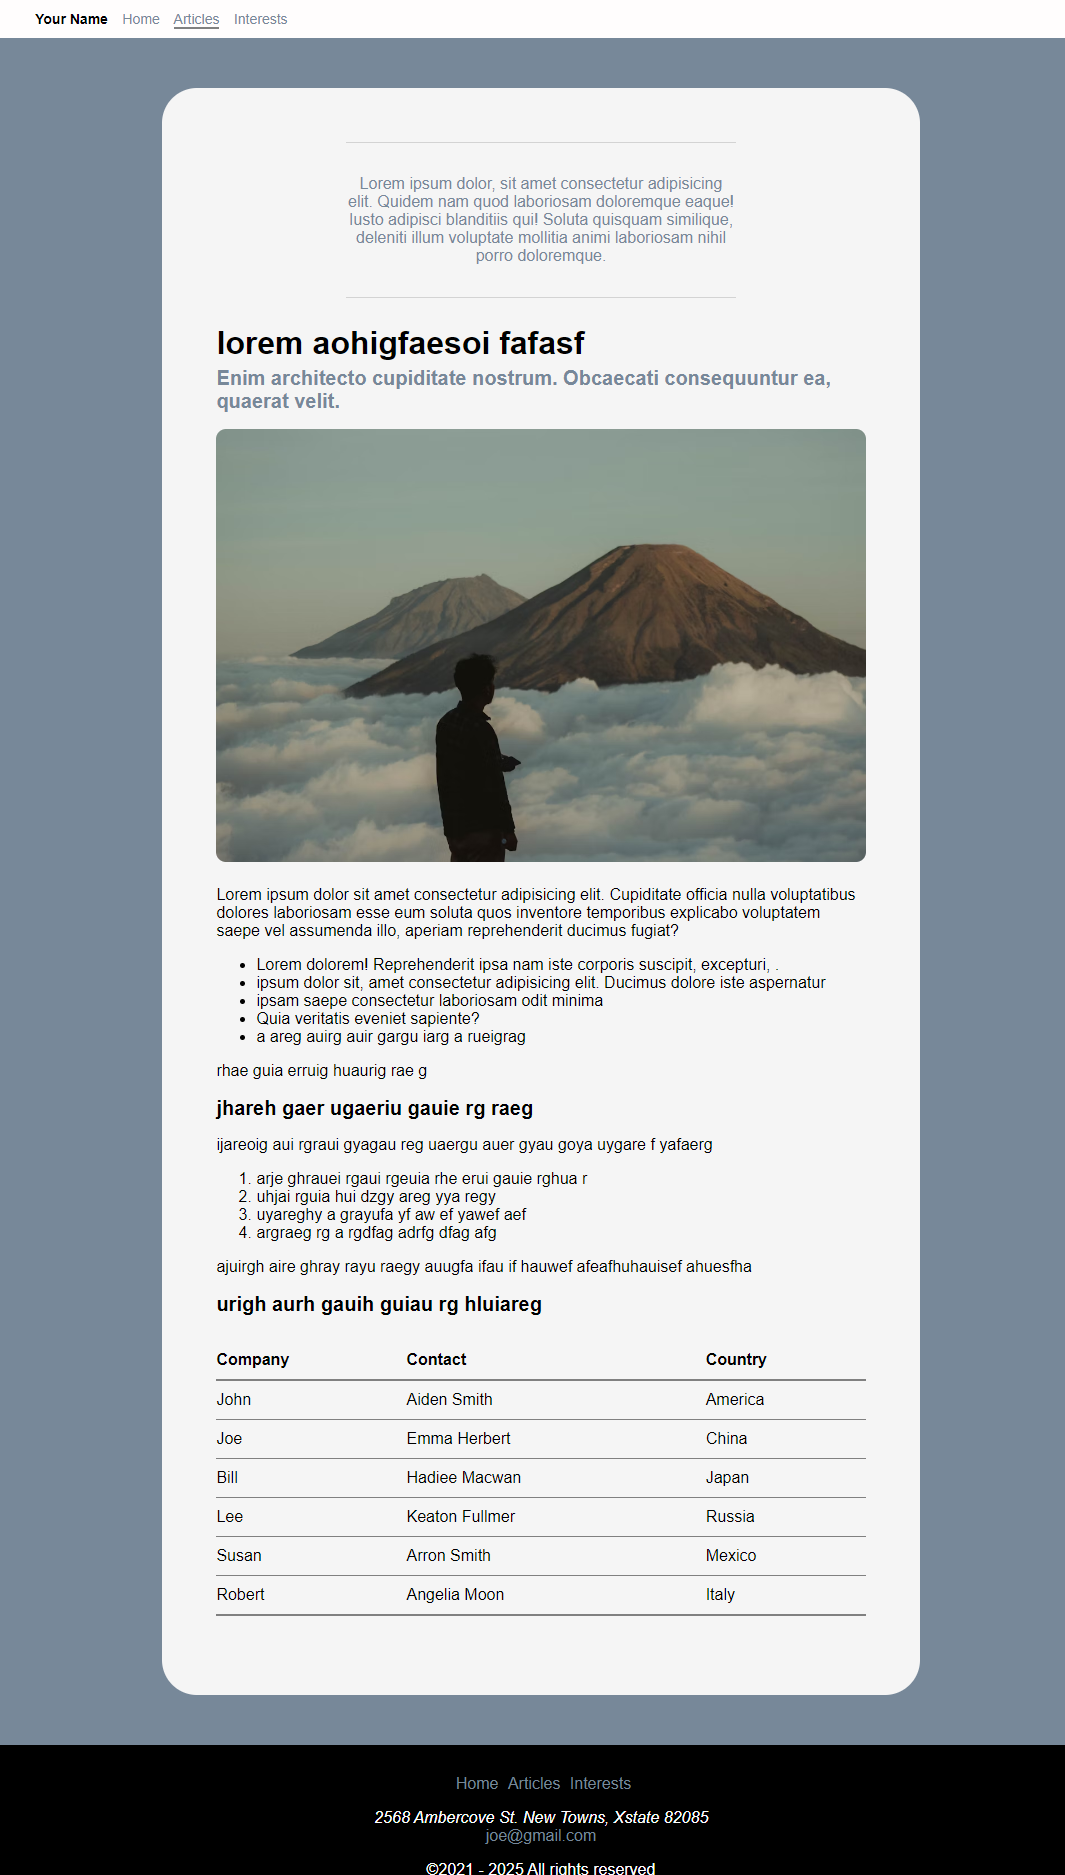 Your Name Home Articles Interests
Lorem ipsum dolor, sit amet consectetur adipisicing
elit. Quidem nam quod laboriosam doloremque eaque!
Iusto adipisci blanditiis qui! Soluta quisquam similique,
deleniti illum voluptate mollitia animi laboriosam nihil
porro doloremque.
lorem aohigfaesoi fafasf
Enim architecto cupiditate nostrum. Obcaecati consequuntur ea,
quaerat velit.
Lorem ipsum dolor sit amet consectetur adipisicing elit. Cupiditate officia nulla voluptatibus
dolores laboriosam esse eum soluta quos inventore temporibus explicabo voluptatem
saepe vel assumenda illo, aperiam reprehenderit ducimus fugiat?
• Lorem dolorem! Reprehenderit ipsa nam iste corporis suscipit, excepturi, .
• ipsum dolor sit, amet consectetur adipisicing elit. Ducimus dolore iste aspernatur
• ipsam saepe consectetur laboriosam odit minima
• Quia veritatis eveniet sapiente?
• a areg auirg auir gargu iarg a rueigrag
rhae guia erruig huaurig rae g
jhareh gaer ugaeriu gauie rg raeg
ijareoig aui rgraui gyagau reg uaergu auer gyau goya uygare f yafaerg
1. arje ghrauei rgaui rgeuia rhe erui gauie rghua r
2. uhjai rguia hui dzgy areg yya regy
3. uyareghy a grayufa yf aw ef yawef aef
4. argraeg rg a rgdfag adrfg dfag afg
ajuirgh aire ghray rayu raegy auugfa ifau if hauwef afeafhuhauisef ahuesfha
urigh aurh gauih guiau rg hluiareg
Company Contact Country
John Aiden Smith America
Joe Emma Herbert China
Bill Hadiee Macwan Japan
Lee Keaton Fullmer Russia
Susan Arron Smith Mexico
Robert Angelia Moon Italy
Home Articles Interests
2568 Ambercove St. New Towns, Xstate 82085
joe@gmail.com
©2021 - 2025 All rights reserved